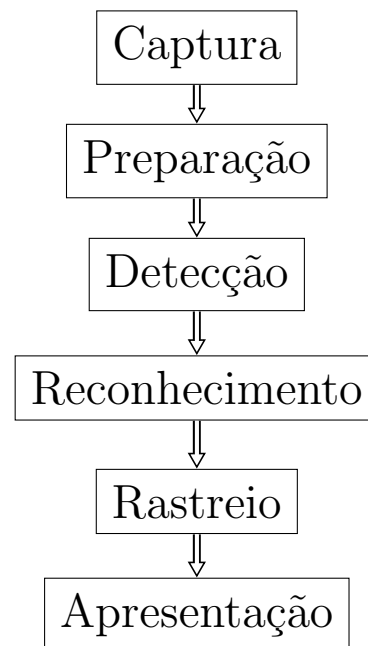 Captura
Preparação
Detecção
Reconhecimento
Rastreio
Apresentação